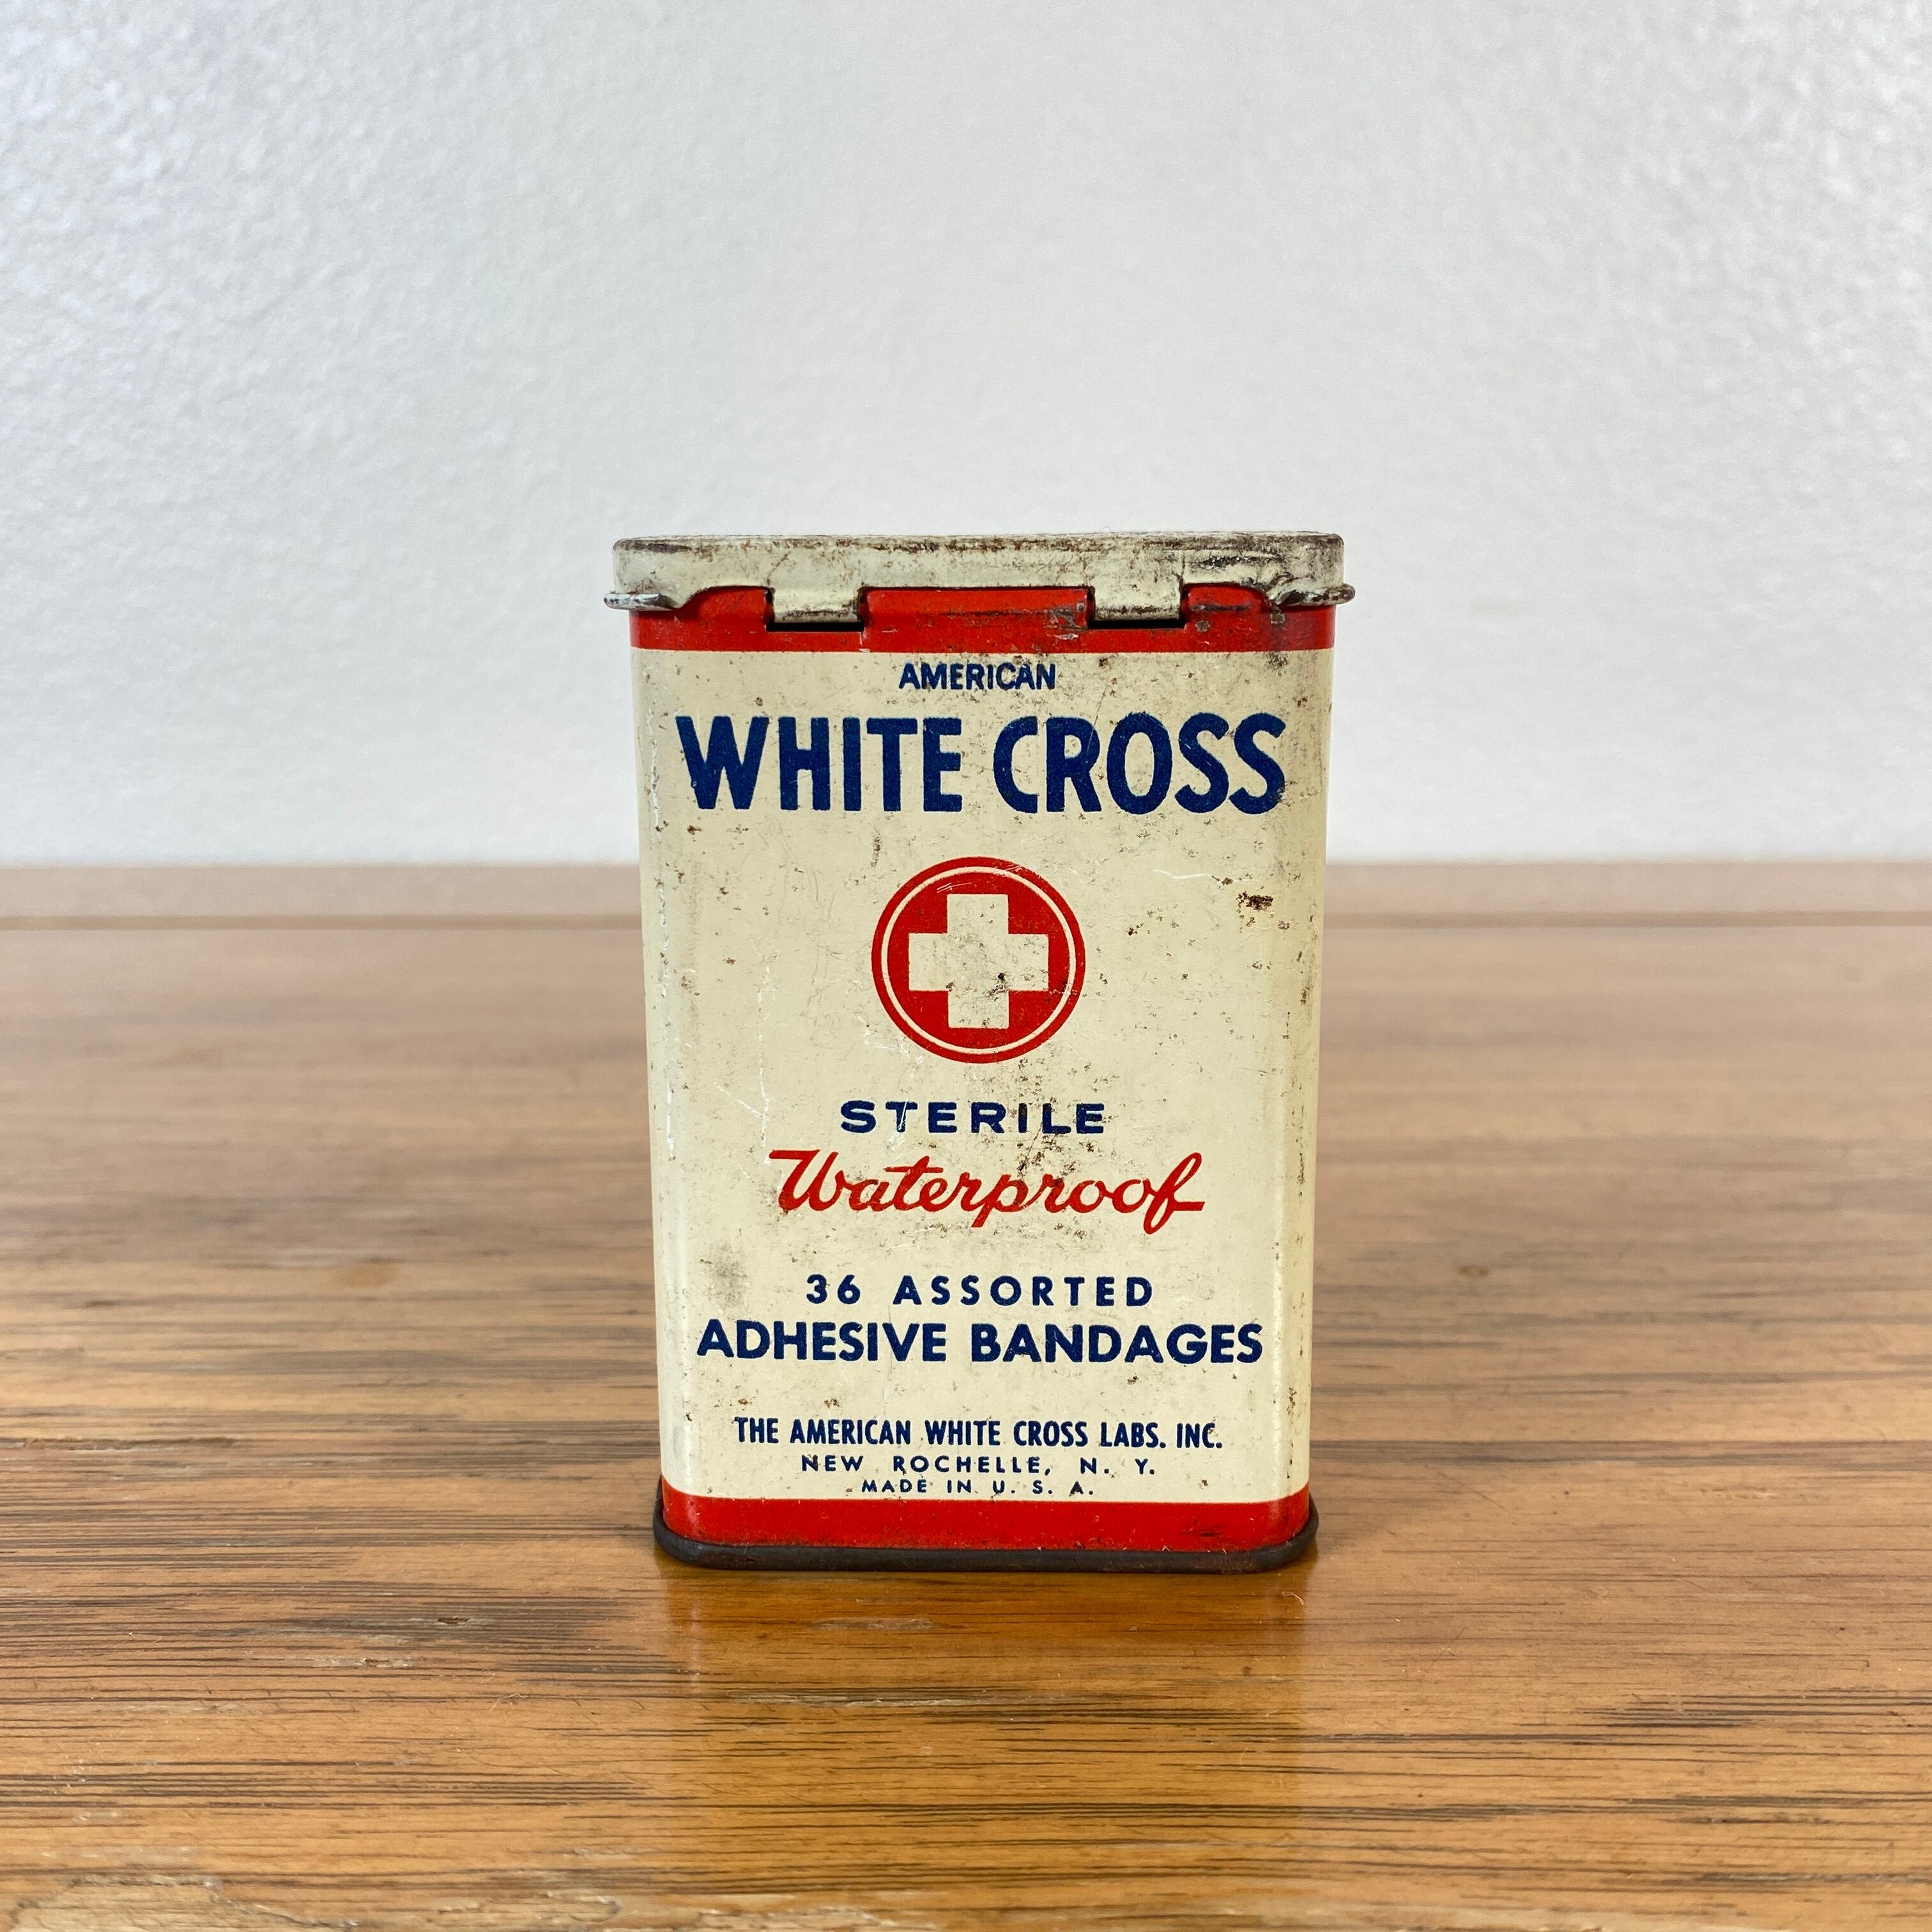 AMERICAN
WHITE CROSS
STERILE
Waterproof
36 ASSORTED
ADHESIVE BANDAGES
THE AMERICAN WHITE CROSS LABS. INC.
NEW ROCHELLE, N. Y.
MADE IN U. S. A.